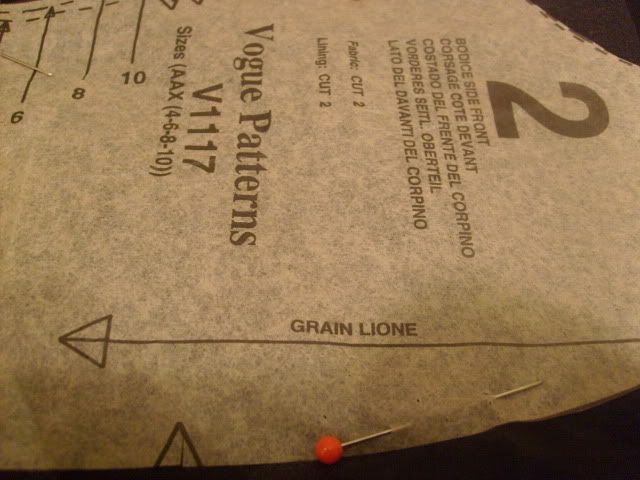 2
BODICE SIDE FRONT
CORSAGE COTE DEVANT
COSTADO DEL FRENTE DEL CORPINO
VORDERES SEITL. OBERTEIL
LATO DEL DAVANTI DEL CORPINO
Fabric: CUT 2
Lining: CUT 2
Vogue Patterns
V1117
Sizes (AAX (4-6-8-10))
6
8
10
GRAIN LIONE